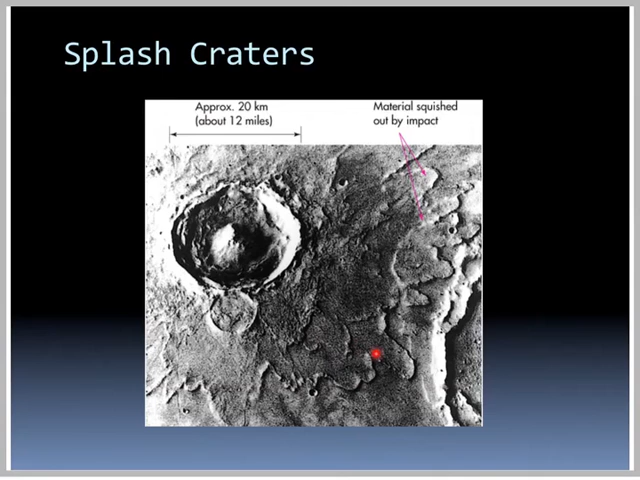 Splash Craters
Approx. 20 km
(about 12 miles)
Material squished
out by impact